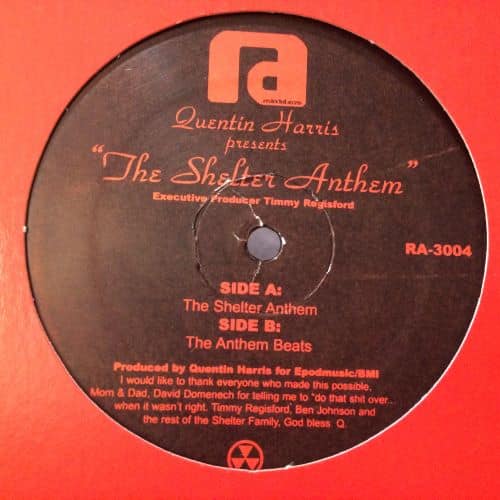 ra
Quentin Harris
presents
"The Shelter Anthem"
Executive Producer Timmy Regisford
RA-3004
SIDE A:
The Shelter Anthem
SIDE B:
The Anthem Beats
Produced by Quentin Harris for Epodmusic/BMI
I would like to thank everyone who made this possible,
Mom & Dad, David Domenech for telling me to "do that shit over...
when it wasn't right. Timmy Regisford, Ben Johnson and
the rest of the Shelter Family, God bless Q.